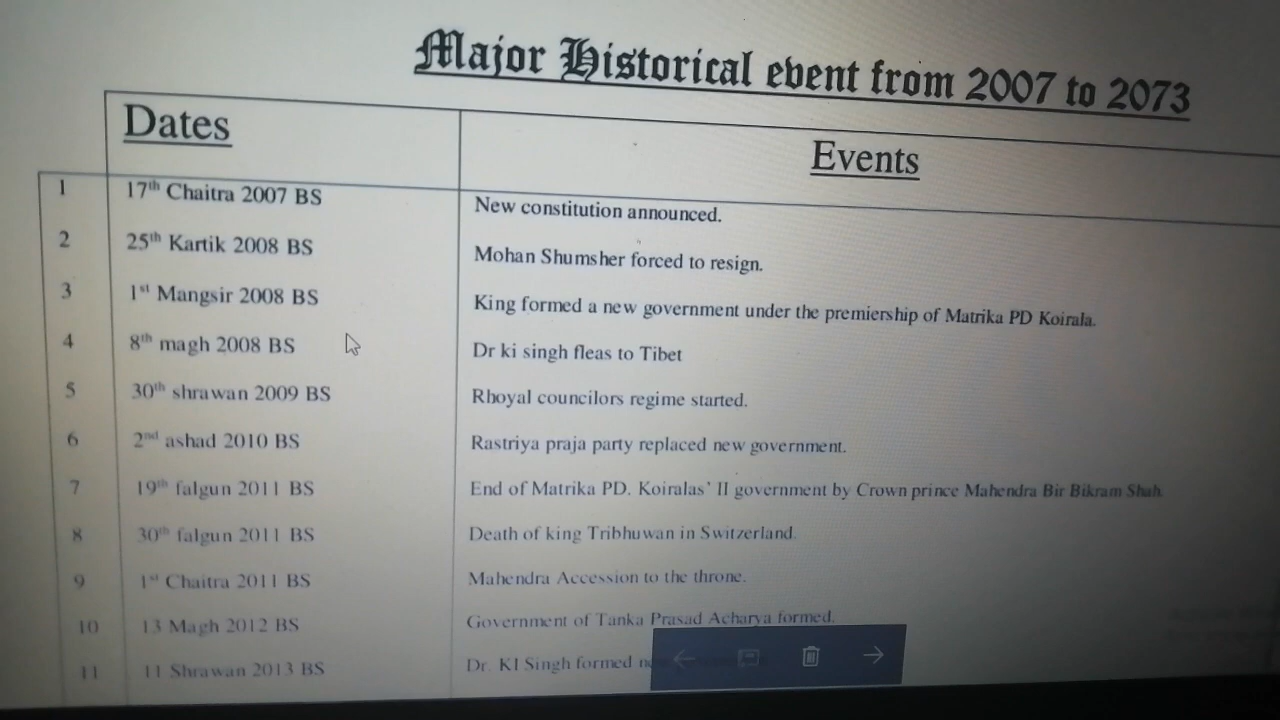 Major Historical event from 2007 to 2073
Dates Events
1 17th Chaitra 2007 BS New constitution announced.
2 25th Kartik 2008 BS Mohan Shumsher forced to resign.
3 1st Mangsir 2008 BS King formed a new government under the premiership of Matrika PD Koirala.
4 8th magh 2008 BS Dr ki singh fleas to Tibet
5 30th shrawan 2009 BS Rhoyal councilors regime started.
6 2nd ashad 2010 BS Rastriya praja party replaced new government.
7 19th falgun 2011 BS End of Matrika PD. Koiralas' II government by Crown prince Mahendra Bir Bikram Shah.
8 30th falgun 2011 BS Death of king Tribhuwan in Switzerland.
9 1st Chaitra 2011 BS Mahendra Accession to the throne.
10 13 Magh 2012 BS Government of Tanka Prasad Acharya formed.
11 11 Shrawan 2013 BS Dr. KI Singh formed